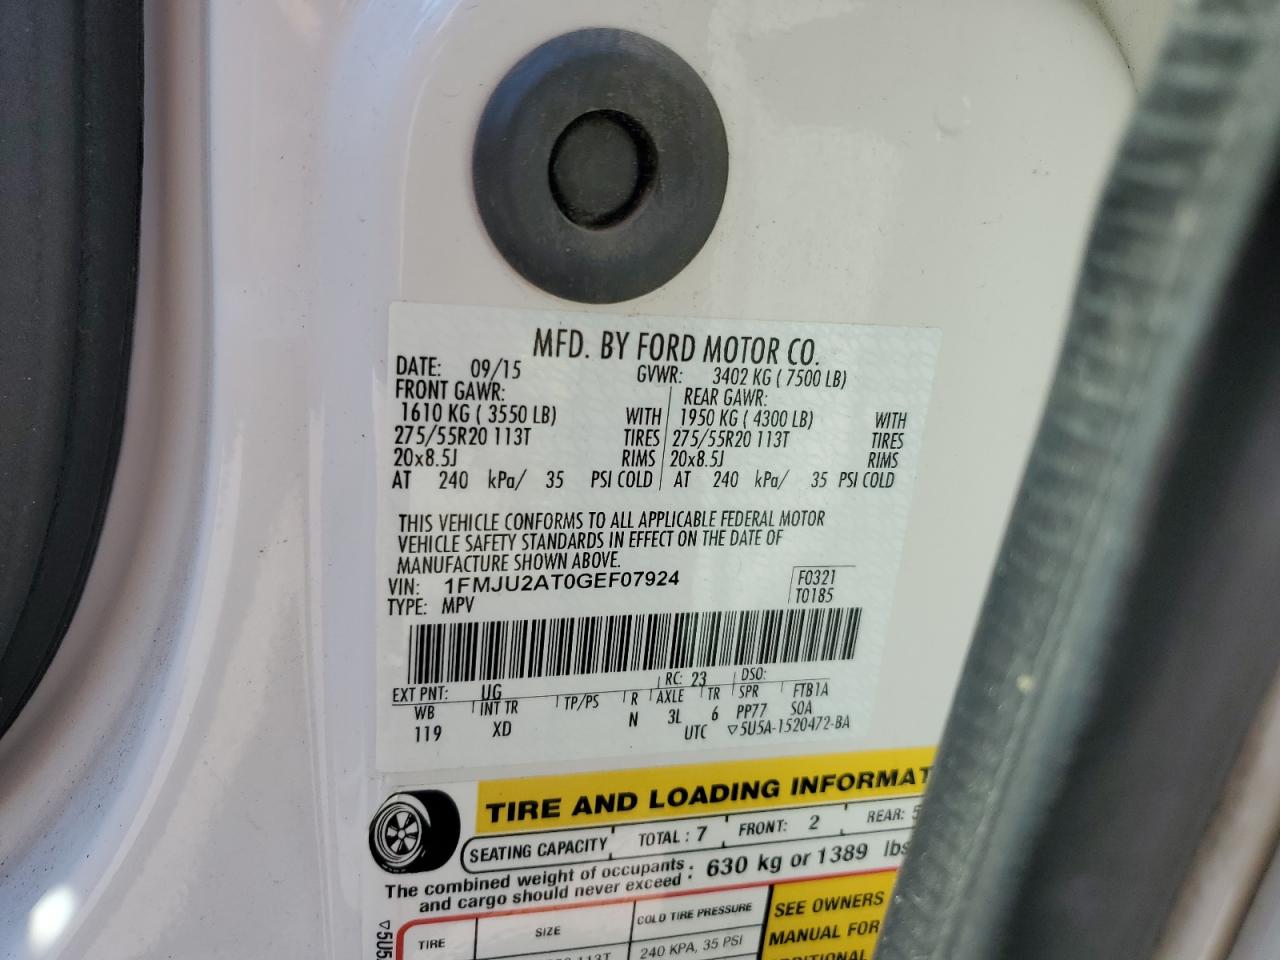 MFD. BY FORD MOTOR CO.
DATE: 09/15 GVWR: 3402 KG ( 7500 LB)
FRONT GAWR: REAR GAWR:
1610 KG ( 3550 LB) WITH 1950 KG ( 4300 LB) WITH
275/55R20 113T TIRES 275/55R20 113T TIRES
20x8.5J RIMS 20x8.5J RIMS
AT 240 kPa/ 35 PSI COLD AT 240 kPa/ 35 PSI COLD
THIS VEHICLE CONFORMS TO ALL APPLICABLE FEDERAL MOTOR
VEHICLE SAFETY STANDARDS IN EFFECT ON THE DATE OF
MANUFACTURE SHOWN ABOVE.
VIN: 1FMJU2AT0GEF07924 F0321
TYPE: MPV T0185
EXT PNT: UG RC: 23 DSO:
WB INT TR TP/PS R AXLE TR SPR FTB1A
119 XD N 3L 6 PP77 SOA
UTC ▽5U5A-1520472-BA
TIRE AND LOADING INFORMAT
SEATING CAPACITY TOTAL : 7 FRONT: 2 REAR: 5
The combined weight of occupants
and cargo should never exceed : 630 kg or 1389 lbs
TIRE SIZE COLD TIRE PRESSURE SEE OWNERS
113T 240 KPA, 35 PSI MANUAL FOR
▽5U5